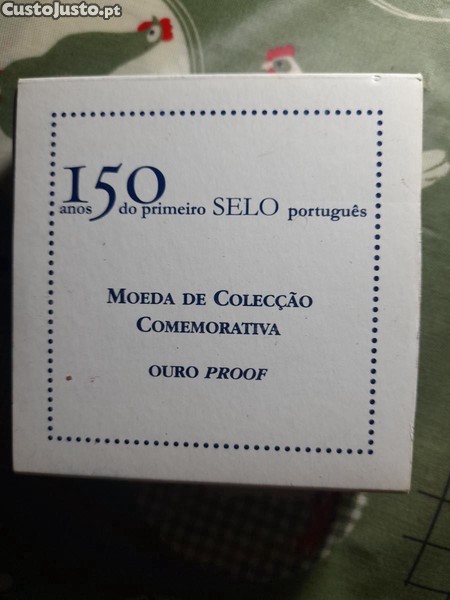 CustoJusto.pt
150
anos do primeiro SELO português
MOEDA DE COLECÇÃO
COMEMORATIVA
OURO PROOF